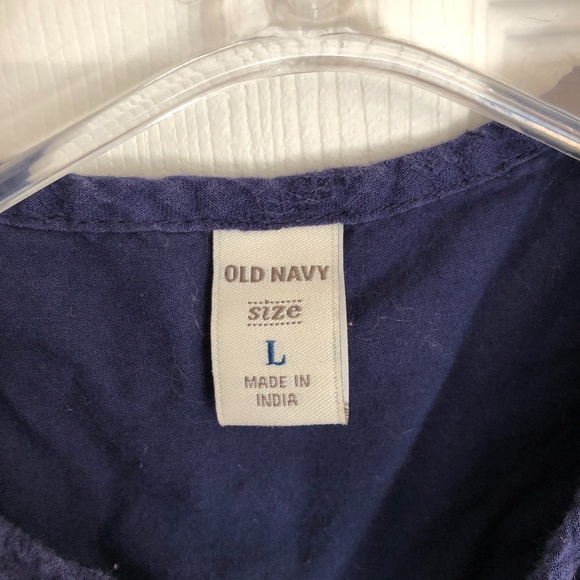 OLD NAVY
size
L
MADE IN
INDIA